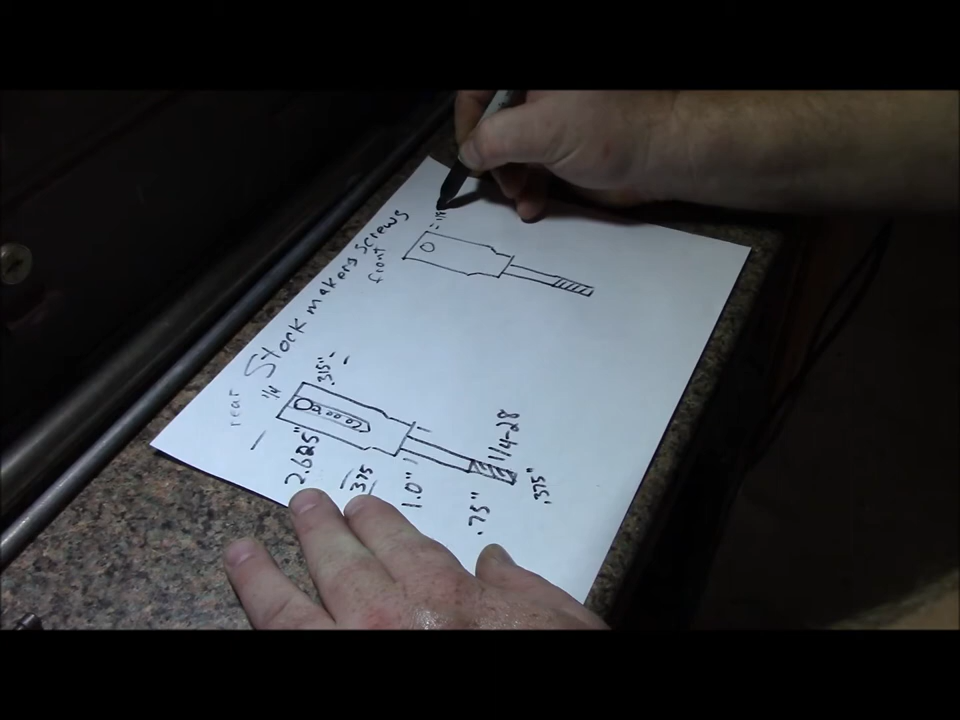 Stock makers screws
front
rear
1/4
.315"
2.625"
.375
1.0"
.75"
1/4-28
.375"